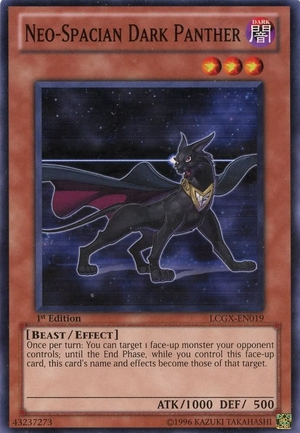 NEO-SPACIAN DARK PANTHER
DARK
闇
1st Edition
LCGX-EN019
[BEAST/EFFECT]
Once per turn: You can target 1 face-up monster your opponent
controls; until the End Phase, while you control this face-up
card, this card's name and effects become those of that target.
ATK/1000 DEF/ 500
43237273
©1996 KAZUKI TAKAHASHI